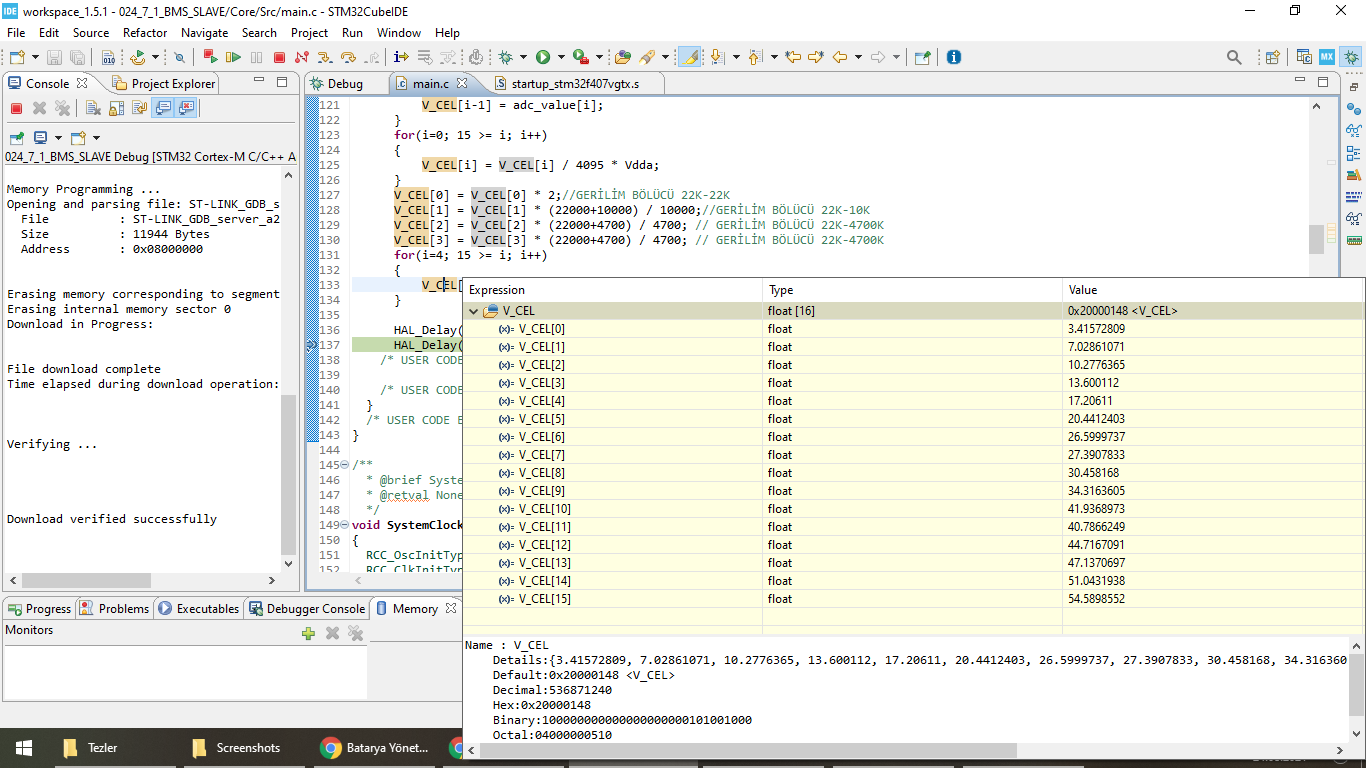 workspace_1.5.1 - 024_7_1_BMS_SLAVE/Core/Src/main.c - STM32CubeIDE
File Edit Source Refactor Navigate Search Project Run Window Help
Console
Project Explorer
024_7_1_BMS_SLAVE Debug [STM32 Cortex-M C/C++ A
Memory Programming ...
Opening and parsing file: ST-LINK_GDB_s
File : ST-LINK_GDB_server_a2
Size : 11944 Bytes
Address : 0x08000000
Erasing memory corresponding to segment
Erasing internal memory sector 0
Download in Progress:
File download complete
Time elapsed during download operation:
Verifying ...
Download verified successfully
Debug
main.c
startup_stm32f407vgtx.s
121 V_CEL[i-1] = adc_value[i];
122 }
123 for(i=0; 15 >= i; i++)
124 {
125 V_CEL[i] = V_CEL[i] / 4095 * Vdda;
126 }
127 V_CEL[0] = V_CEL[0] * 2;//GERİLİM BÖLÜCÜ 22K-22K
128 V_CEL[1] = V_CEL[1] * (22000+10000) / 10000;//GERİLİM BÖLÜCÜ 22K-10K
129 V_CEL[2] = V_CEL[2] * (22000+4700) / 4700; // GERİLİM BÖLÜCÜ 22K-4700K
130 V_CEL[3] = V_CEL[3] * (22000+4700) / 4700; // GERİLİM BÖLÜCÜ 22K-4700K
131 for(i=4; 15 >= i; i++)
132 {
133 V_CEL[
134 }
135
136 HAL_Delay(
137 HAL_Delay(
138 /* USER CODE
139
140 /* USER CODE
141 }
142 /* USER CODE E
143 }
144
145 /**
146 * @brief Syste
147 * @retval None
148 */
149 void SystemClock
150 {
151 RCC_OscInitTyp
152 RCC_ClkInitTyp
Expression Type Value
V_CEL float [16] 0x20000148 <V_CEL>
(x)= V_CEL[0] float 3.41572809
(x)= V_CEL[1] float 7.02861071
(x)= V_CEL[2] float 10.2776365
(x)= V_CEL[3] float 13.600112
(x)= V_CEL[4] float 17.20611
(x)= V_CEL[5] float 20.4412403
(x)= V_CEL[6] float 26.5999737
(x)= V_CEL[7] float 27.3907833
(x)= V_CEL[8] float 30.458168
(x)= V_CEL[9] float 34.3163605
(x)= V_CEL[10] float 41.9368973
(x)= V_CEL[11] float 40.7866249
(x)= V_CEL[12] float 44.7167091
(x)= V_CEL[13] float 47.1370697
(x)= V_CEL[14] float 51.0431938
(x)= V_CEL[15] float 54.5898552
Name : V_CEL
Details:{3.41572809, 7.02861071, 10.2776365, 13.600112, 17.20611, 20.4412403, 26.5999737, 27.3907833, 30.458168, 34.316360
Default:0x20000148 <V_CEL>
Decimal:536871240
Hex:0x20000148
Binary:100000000000000000000101001000
Octal:04000000510
Progress
Problems
Executables
Debugger Console
Memory
Monitors
Tezler
Screenshots
Batarya Yönet...